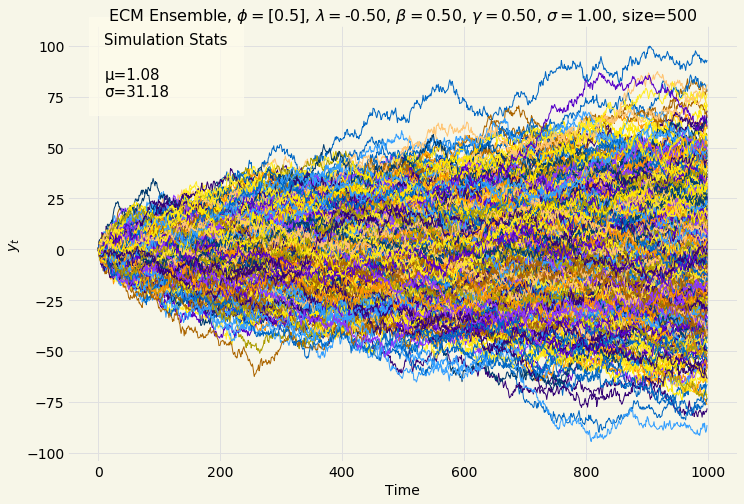 ECM Ensemble, ϕ = [0.5], λ = -0.50, β = 0.50, γ = 0.50, σ = 1.00, size=500
Simulation Stats
μ=1.08
σ=31.18
100
75
50
25
0
−25
−50
−75
−100
y_t
0 200 400 600 800 1000
Time